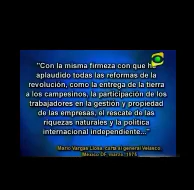 "Con la misma firmeza con que he
aplaudido todas las reformas de la
revolución, como la entrega de la tierra
a los campesinos, la participación de los
trabajadores en la gestión y propiedad
de las empresas, el rescate de las
riquezas naturales y la política
internacional independiente..."
Mario Vargas Llosa, carta al general Velasco
México DF, marzo, 1975